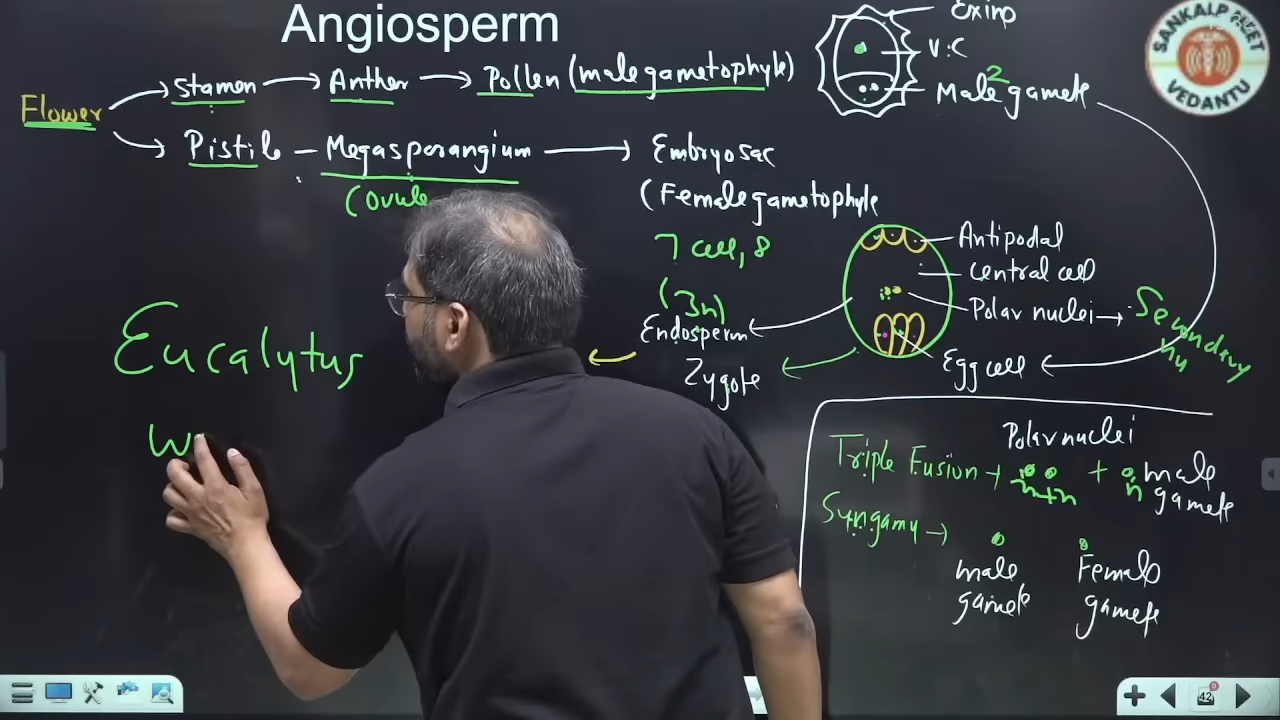 Angiosperm
Flower
Stamen → Anther → Pollen (male gametophyte)
Pistil – Megasporangium → Embryosac
(Ovule
(Female gametophyte
7 cell, 8
(3n)
Endosperm
Zygote
Exine
V.C
2
Male gamete
Antipodal
Central cell
Polar nuclei → Secondary
nu
Egg cell
Eucalytus
W
Triple Fusion →
Polar nuclei
n+n
+
n
male
gamete
Syngamy →
male
gamete
Female
gamete
SANKALP NEET
VEDANTU
42